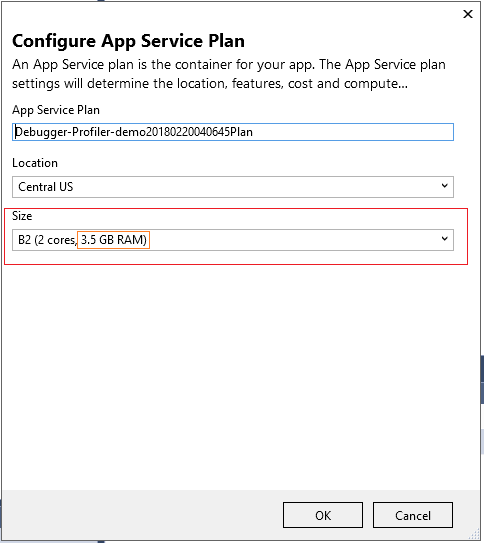 Configure App Service Plan
An App Service plan is the container for your app. The App Service plan
settings will determine the location, features, cost and compute...
App Service Plan
Debugger-Profiler-demo20180220040645Plan
Location
Central US
Size
B2 (2 cores, 3.5 GB RAM)
OK
Cancel